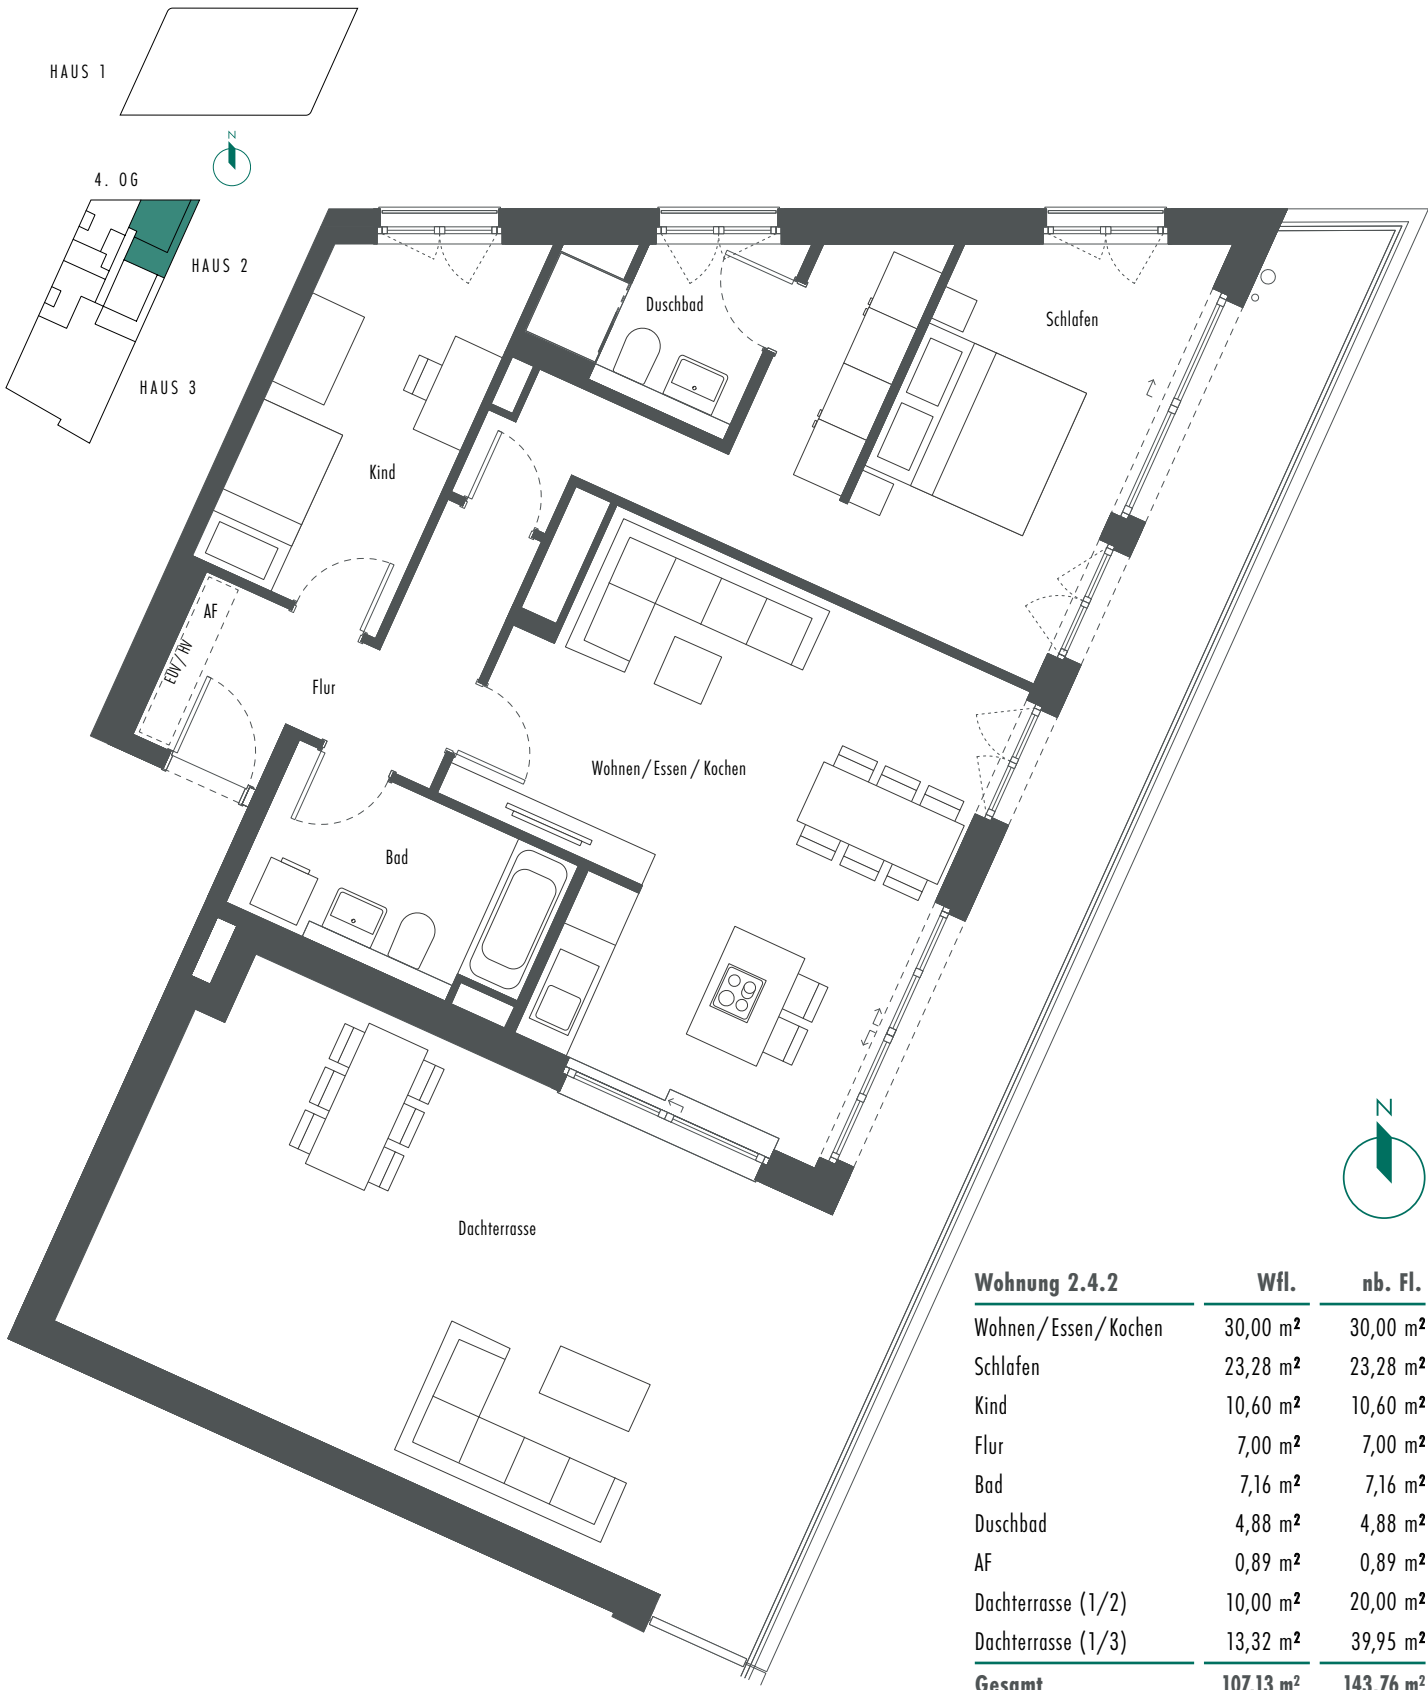 HAUS 1
N
4. OG
HAUS 2
HAUS 3
Duschbad
Schlafen
Kind
AF
EUV/HV
Flur
Wohnen/Essen/Kochen
Bad
N
Dachterrasse
Wohnung 2.4.2 Wfl. nb. Fl.
Wohnen/Essen/Kochen 30,00 m² 30,00 m²
Schlafen 23,28 m² 23,28 m²
Kind 10,60 m² 10,60 m²
Flur 7,00 m² 7,00 m²
Bad 7,16 m² 7,16 m²
Duschbad 4,88 m² 4,88 m²
AF 0,89 m² 0,89 m²
Dachterrasse (1/2) 10,00 m² 20,00 m²
Dachterrasse (1/3) 13,32 m² 39,95 m²
Gesamt 107,13 m² 143,76 m²